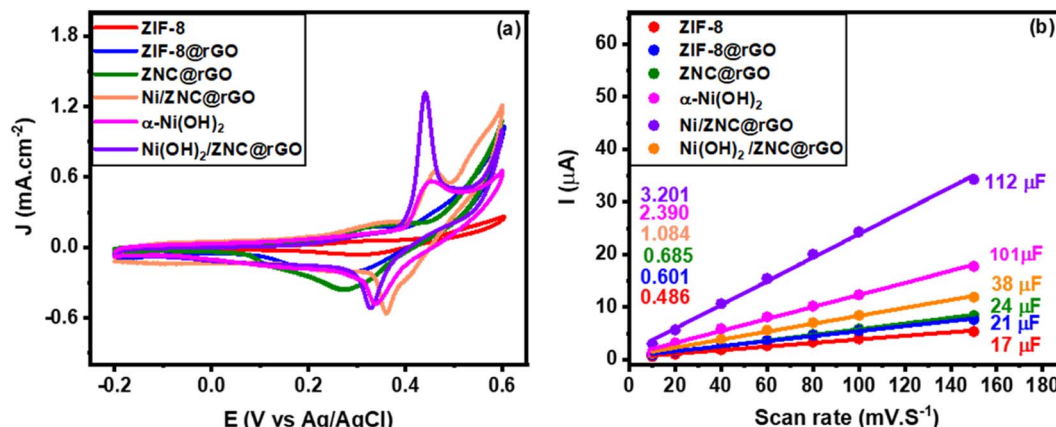 (a)
ZIF-8
ZIF-8@rGO
ZNC@rGO
Ni/ZNC@rGO
α-Ni(OH)2
Ni(OH)2/ZNC@rGO
J (mA.cm-2)
1.8
1.2
0.6
0.0
-0.6
-0.2
0.0
0.2
0.4
0.6
E (V vs Ag/AgCl)
(b)
ZIF-8
ZIF-8@rGO
ZNC@rGO
α-Ni(OH)2
Ni/ZNC@rGO
Ni(OH)2 /ZNC@rGO
I (µA)
60
50
40
30
20
10
0
3.201
2.390
1.084
0.685
0.601
0.486
112 µF
101µF
38 µF
24 µF
21 µF
17 µF
20 40 60 80 100 120 140 160 180
Scan rate (mV.S-1)